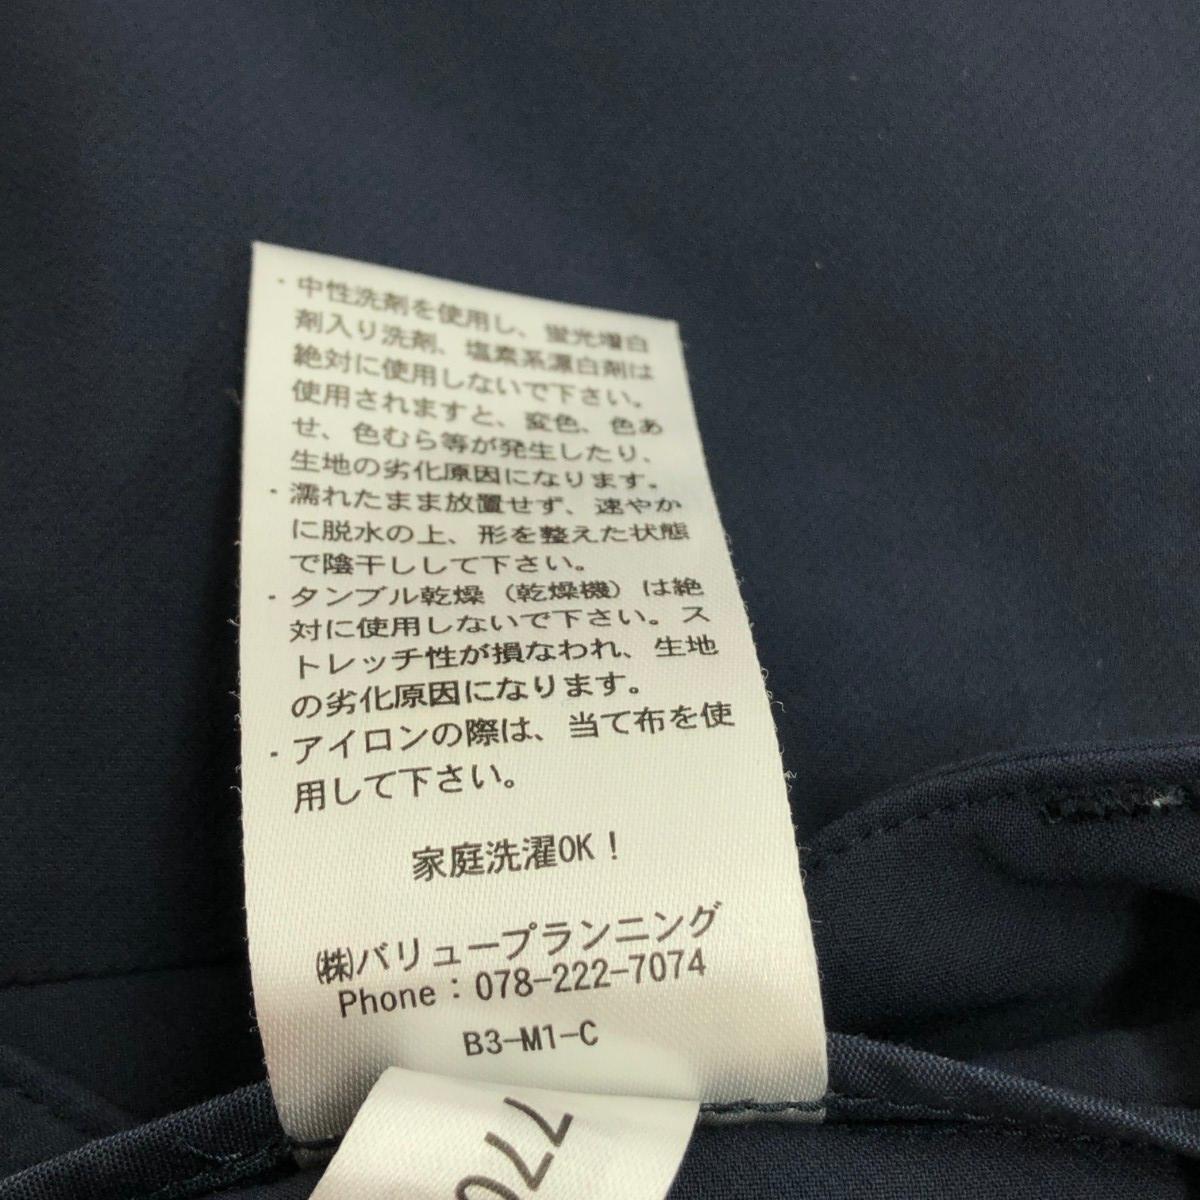 ・中性洗剤を使用し、蛍光増白
剤入り洗剤、塩素系漂白剤は
絶対に使用しないで下さい。
使用されますと、変色、色あ
せ、色むら等が発生したり、
生地の劣化原因になります。
・濡れたまま放置せず、速やか
に脱水の上、形を整えた状態
で陰干しして下さい。
・タンブル乾燥（乾燥機）は絶
対に使用しないで下さい。ス
トレッチ性が損なわれ、生地
の劣化原因になります。
・アイロンの際は、当て布を使
用して下さい。
家庭洗濯OK！
㈱バリュープランニング
Phone：078-222-7074
B3-M1-C